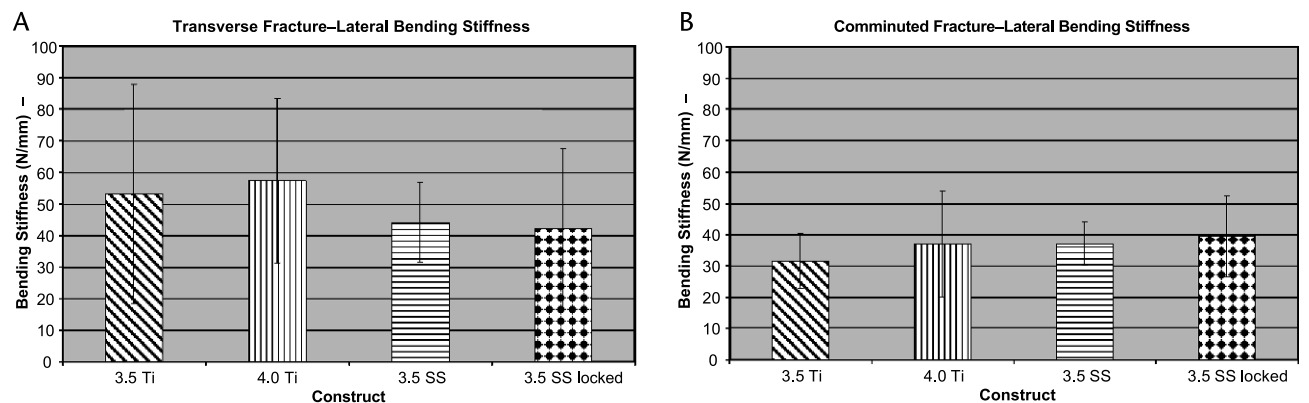 A
Transverse Fracture–Lateral Bending Stiffness
Bending Stiffness (N/mm) –
100
90
80
70
60
50
40
30
20
10
0
3.5 Ti
4.0 Ti
3.5 SS
3.5 SS locked
Construct
B
Comminuted Fracture–Lateral Bending Stiffness
Bending Stiffness (N/mm) –
100
90
80
70
60
50
40
30
20
10
0
3.5 Ti
4.0 Ti
3.5 SS
3.5 SS locked
Construct